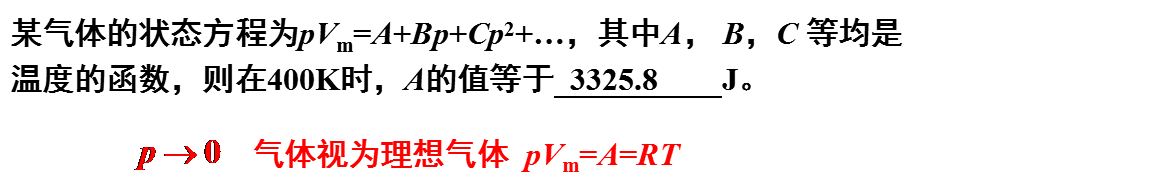 某气体的状态方程为pVm=A+Bp+Cp²+…，其中A， B，C 等均是
温度的函数，则在400K时，A的值等于 3325.8 J。
p → 0 气体视为理想气体 pVm=A=RT